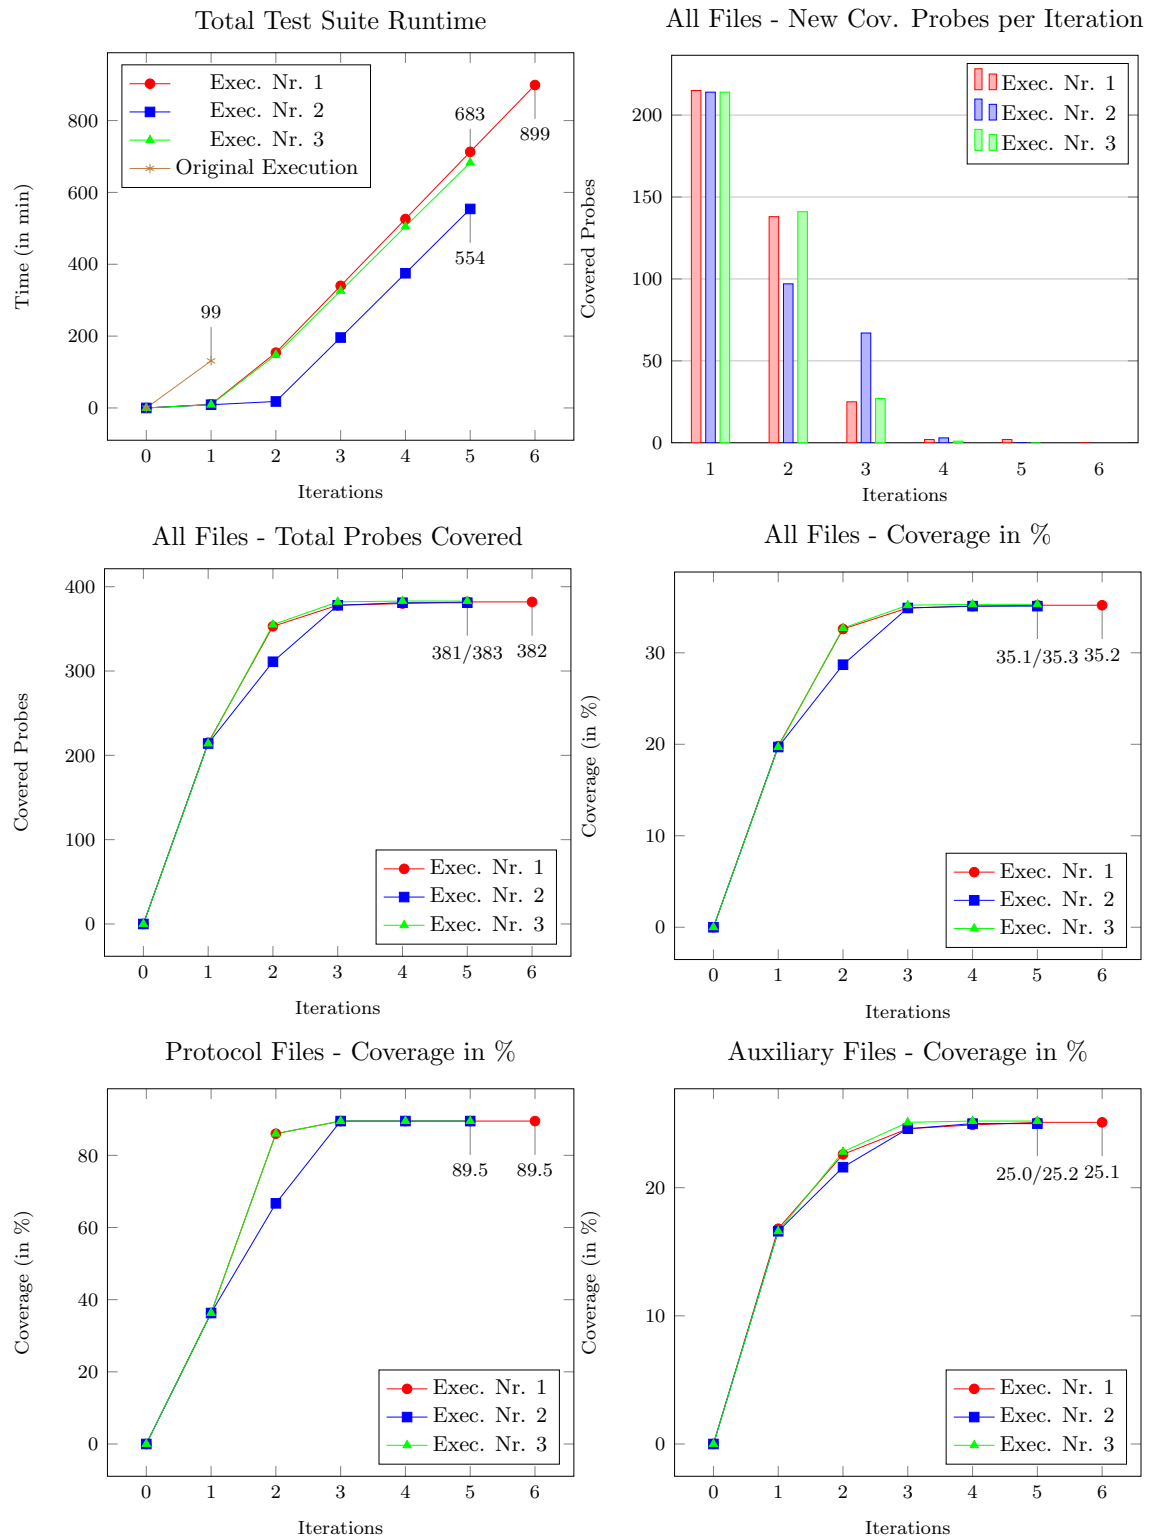 Total Test Suite Runtime
Exec. Nr. 1
Exec. Nr. 2
Exec. Nr. 3
Original Execution
683
899
99
554
800
600
400
200
0
0 1 2 3 4 5 6
Time (in min)
Iterations
All Files - New Cov. Probes per Iteration
Exec. Nr. 1
Exec. Nr. 2
Exec. Nr. 3
200
150
100
50
0
1 2 3 4 5 6
Covered Probes
Iterations
All Files - Total Probes Covered
400
300
200
100
0
381/383
382
Exec. Nr. 1
Exec. Nr. 2
Exec. Nr. 3
0 1 2 3 4 5 6
Covered Probes
Iterations
All Files - Coverage in %
30
20
10
0
35.1/35.3
35.2
Exec. Nr. 1
Exec. Nr. 2
Exec. Nr. 3
0 1 2 3 4 5 6
Coverage (in %)
Iterations
Protocol Files - Coverage in %
80
60
40
20
0
89.5
89.5
Exec. Nr. 1
Exec. Nr. 2
Exec. Nr. 3
0 1 2 3 4 5 6
Coverage (in %)
Iterations
Auxiliary Files - Coverage in %
20
10
0
25.0/25.2
25.1
Exec. Nr. 1
Exec. Nr. 2
Exec. Nr. 3
0 1 2 3 4 5 6
Coverage (in %)
Iterations